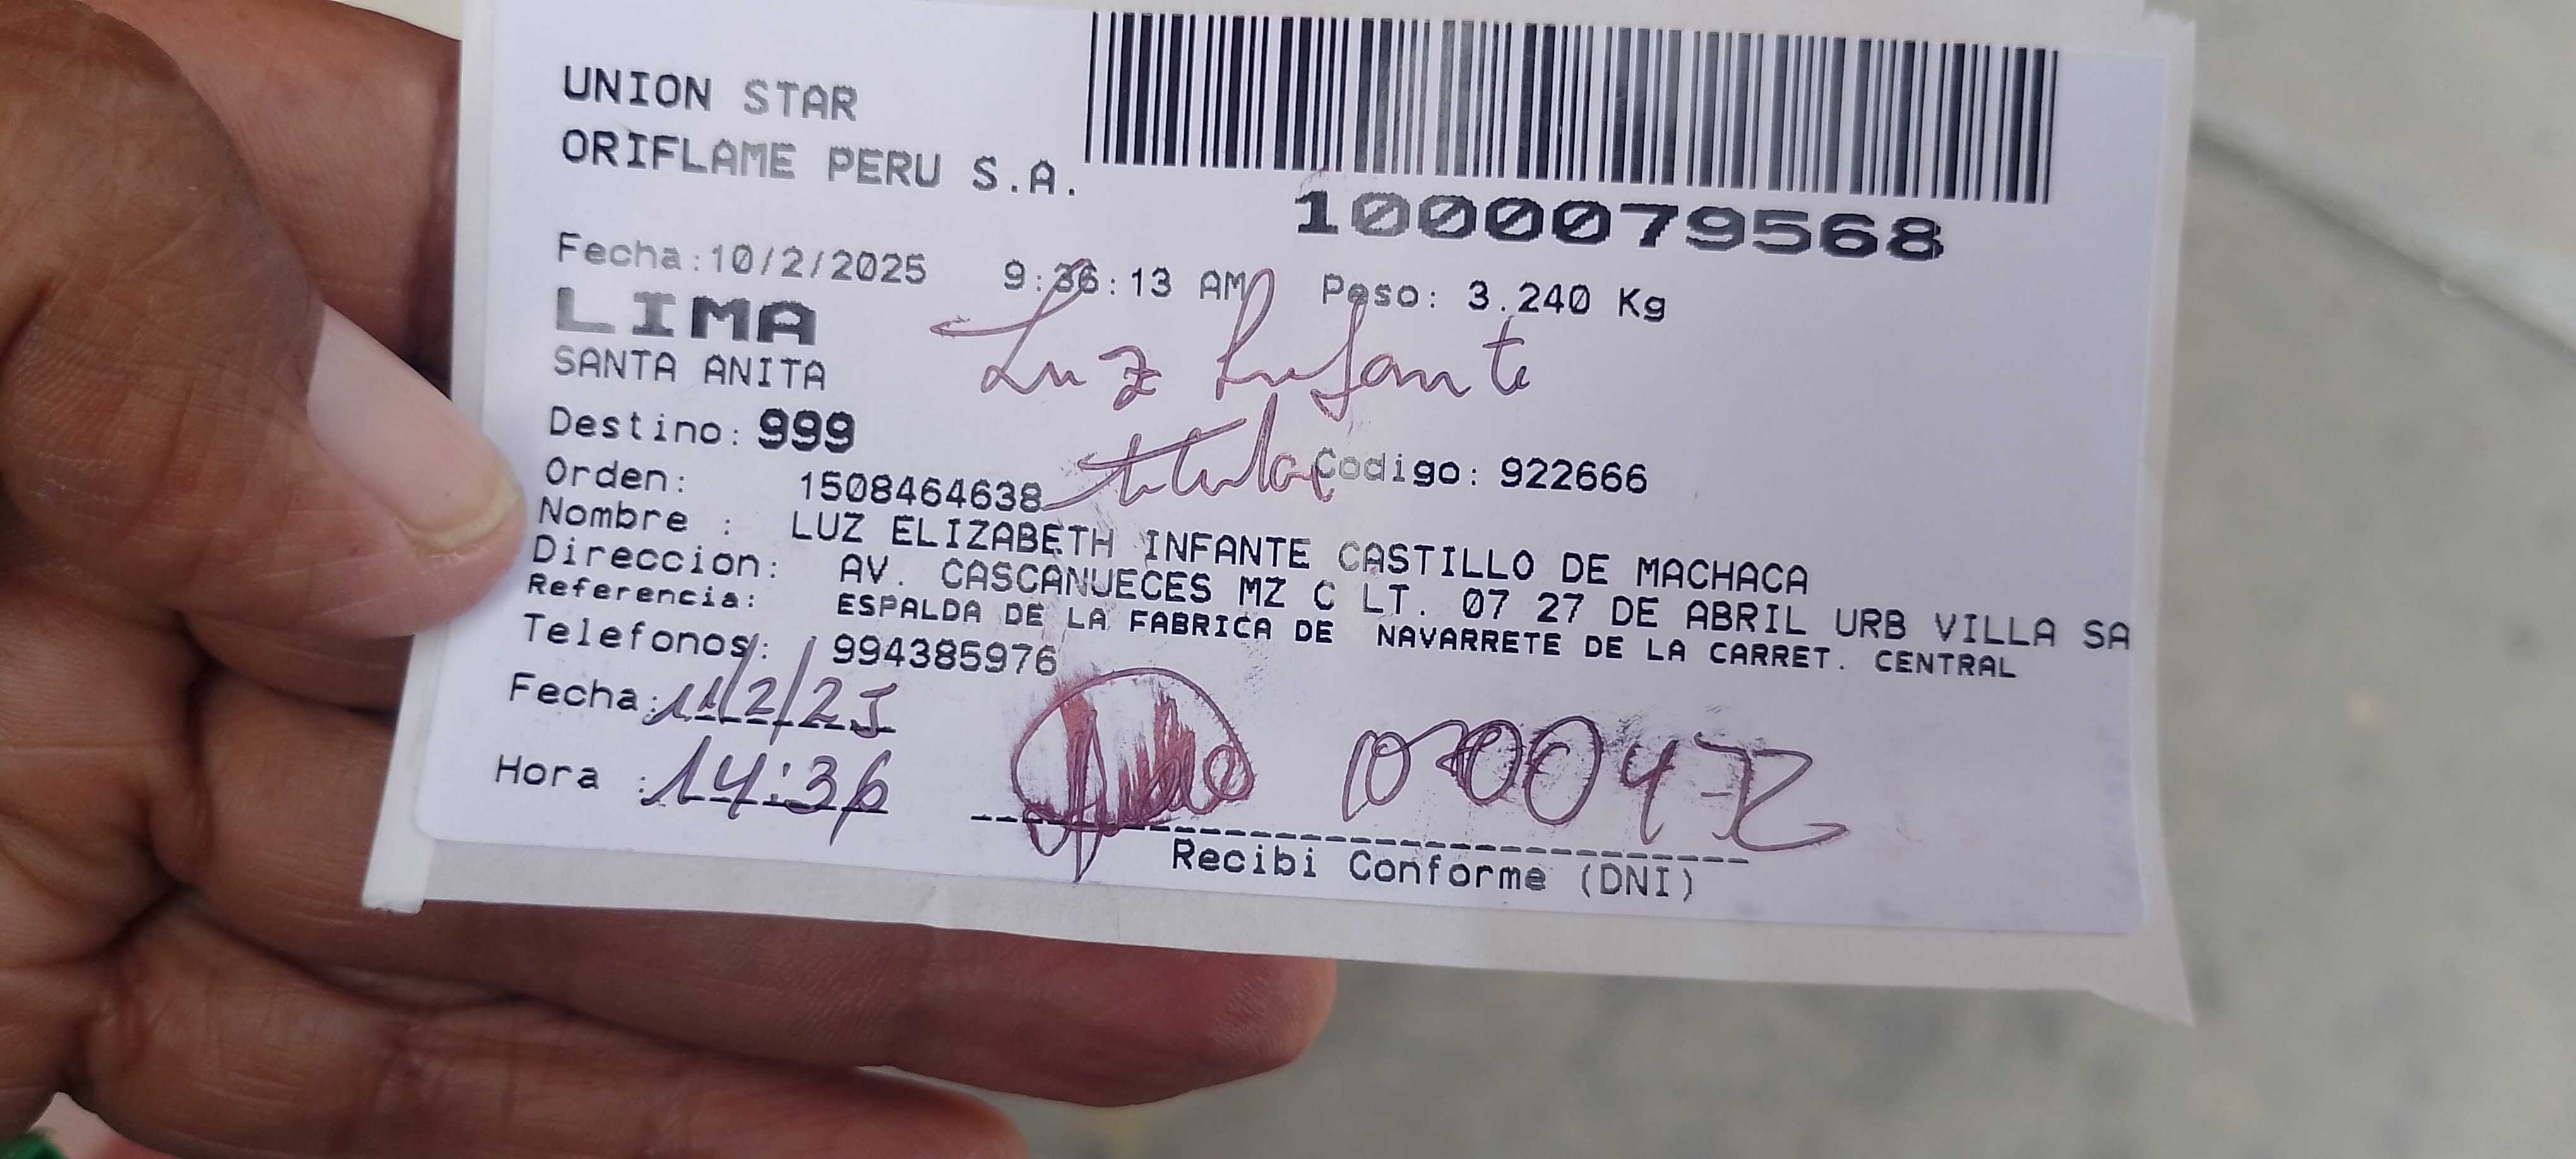 UNION STAR
ORIFLAME PERU S.A.
1000079568
Fecha:10/2/2025 9:36:13 AM Peso: 3.240 Kg
LIMA
SANTA ANITA
Luz Infante
Destino: 999
titular
Codigo: 922666
Orden: 1508464638
Nombre : LUZ ELIZABETH INFANTE CASTILLO DE MACHACA
Direccion: AV. CASCANUECES MZ C LT. 07 27 DE ABRIL URB VILLA SA
Referencia: ESPALDA DE LA FABRICA DE NAVARRETE DE LA CARRET. CENTRAL
Telefonos: 994385976
Fecha: 11/2/25
Hora : 14:36
Recibi Conforme (DNI)